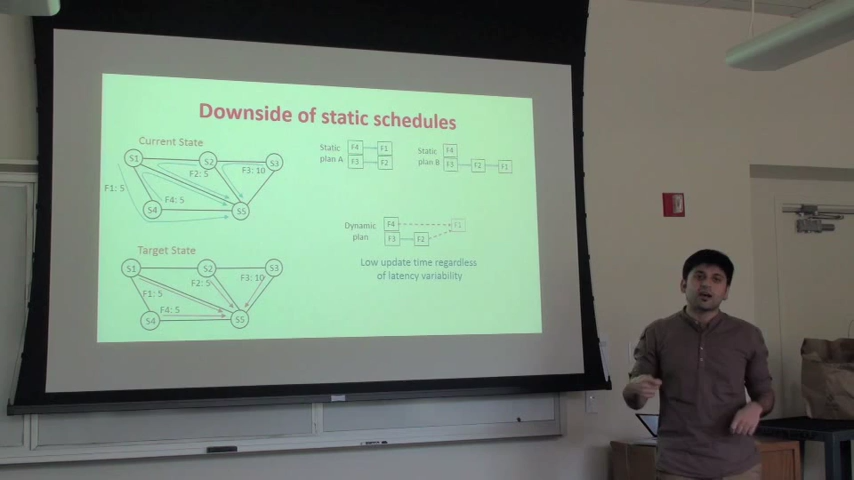 Downside of static schedules
Current State
S1
S2
S3
F2: 5
F3: 10
F1: 5
F4: 5
S4
S5
Target State
S1
S2
S3
F2: 5
F3: 10
F1: 5
F4: 5
S4
S5
Static
plan A
F4
F1
F3
F2
Static
plan B
F4
F3
F2
F1
Dynamic
plan
F4
F1
F3
F2
Low update time regardless
of latency variability